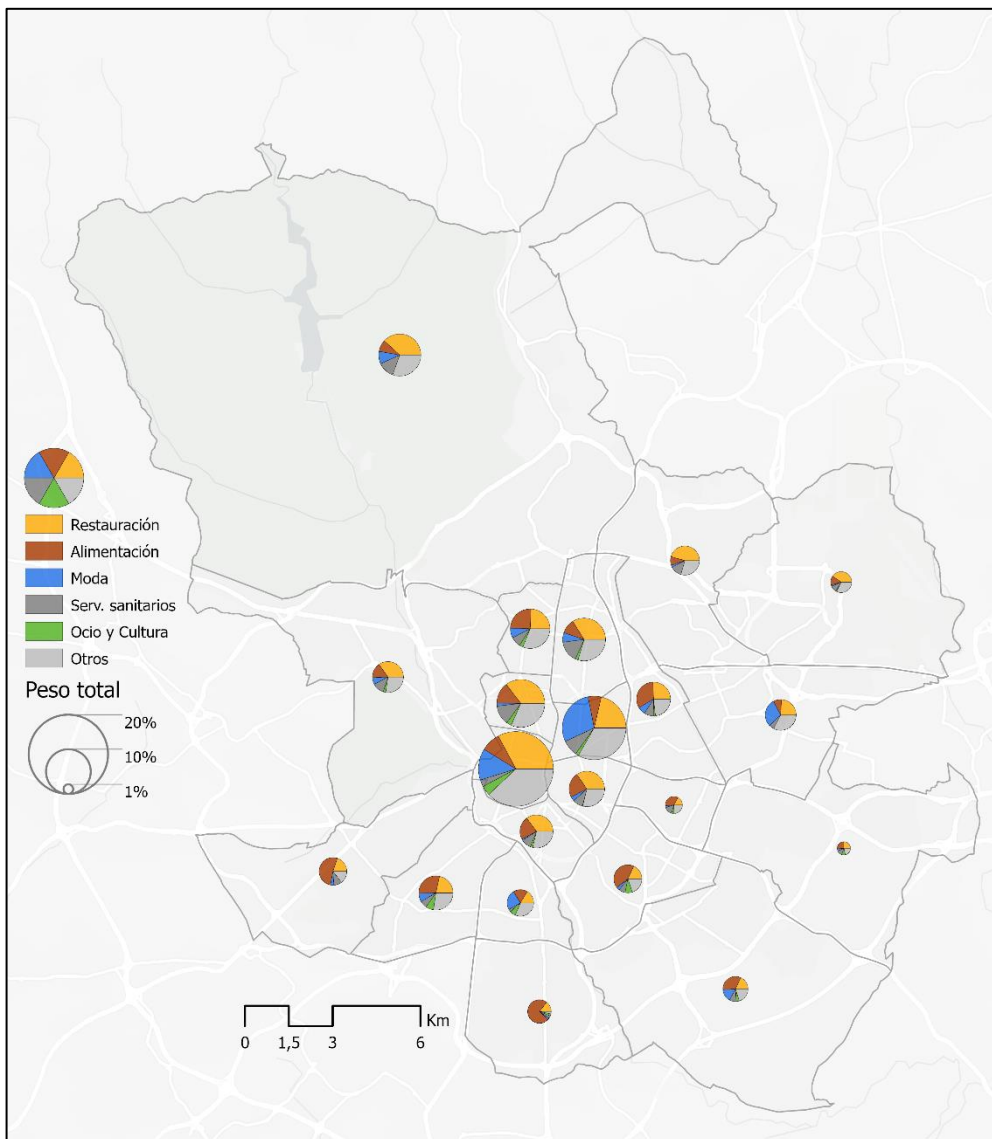 Restauración
Alimentación
Moda
Serv. sanitarios
Ocio y Cultura
Otros
Peso total
20%
10%
1%
Km
0 1,5 3 6